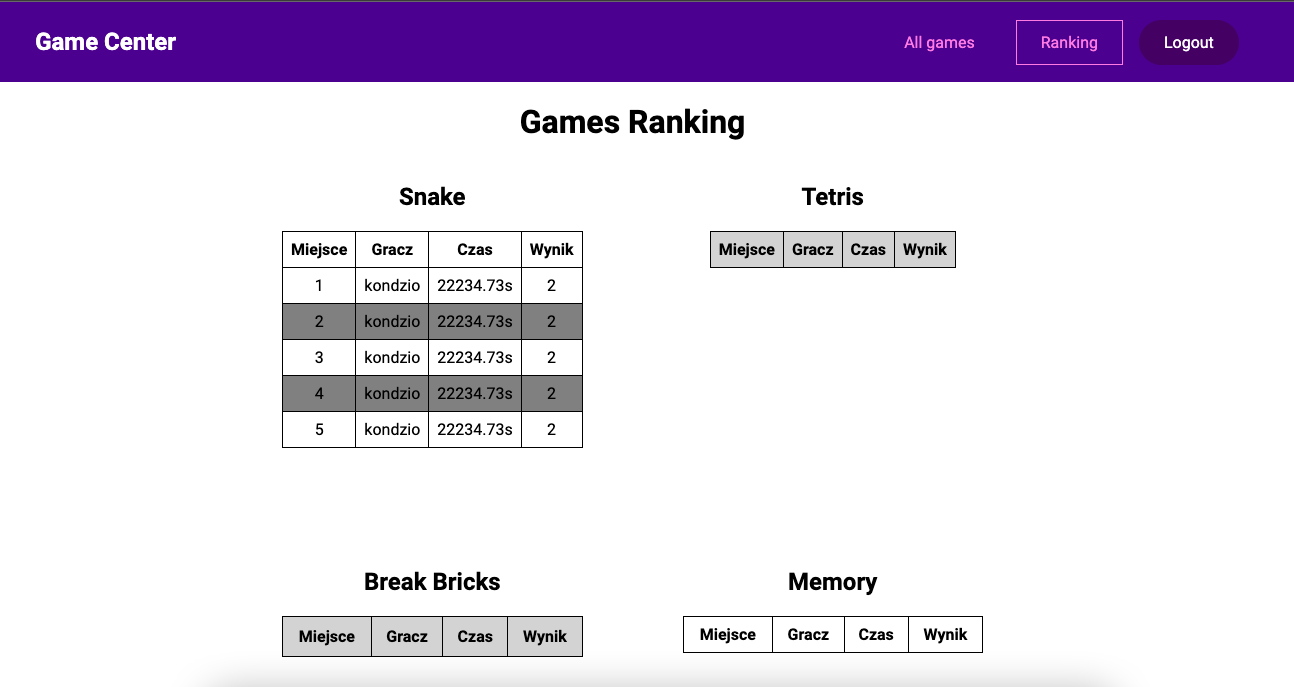 Game Center All games Ranking Logout
Games Ranking
Snake
Miejsce Gracz Czas Wynik
1 kondzio 22234.73s 2
2 kondzio 22234.73s 2
3 kondzio 22234.73s 2
4 kondzio 22234.73s 2
5 kondzio 22234.73s 2
Tetris
Miejsce Gracz Czas Wynik
Break Bricks
Miejsce Gracz Czas Wynik
Memory
Miejsce Gracz Czas Wynik